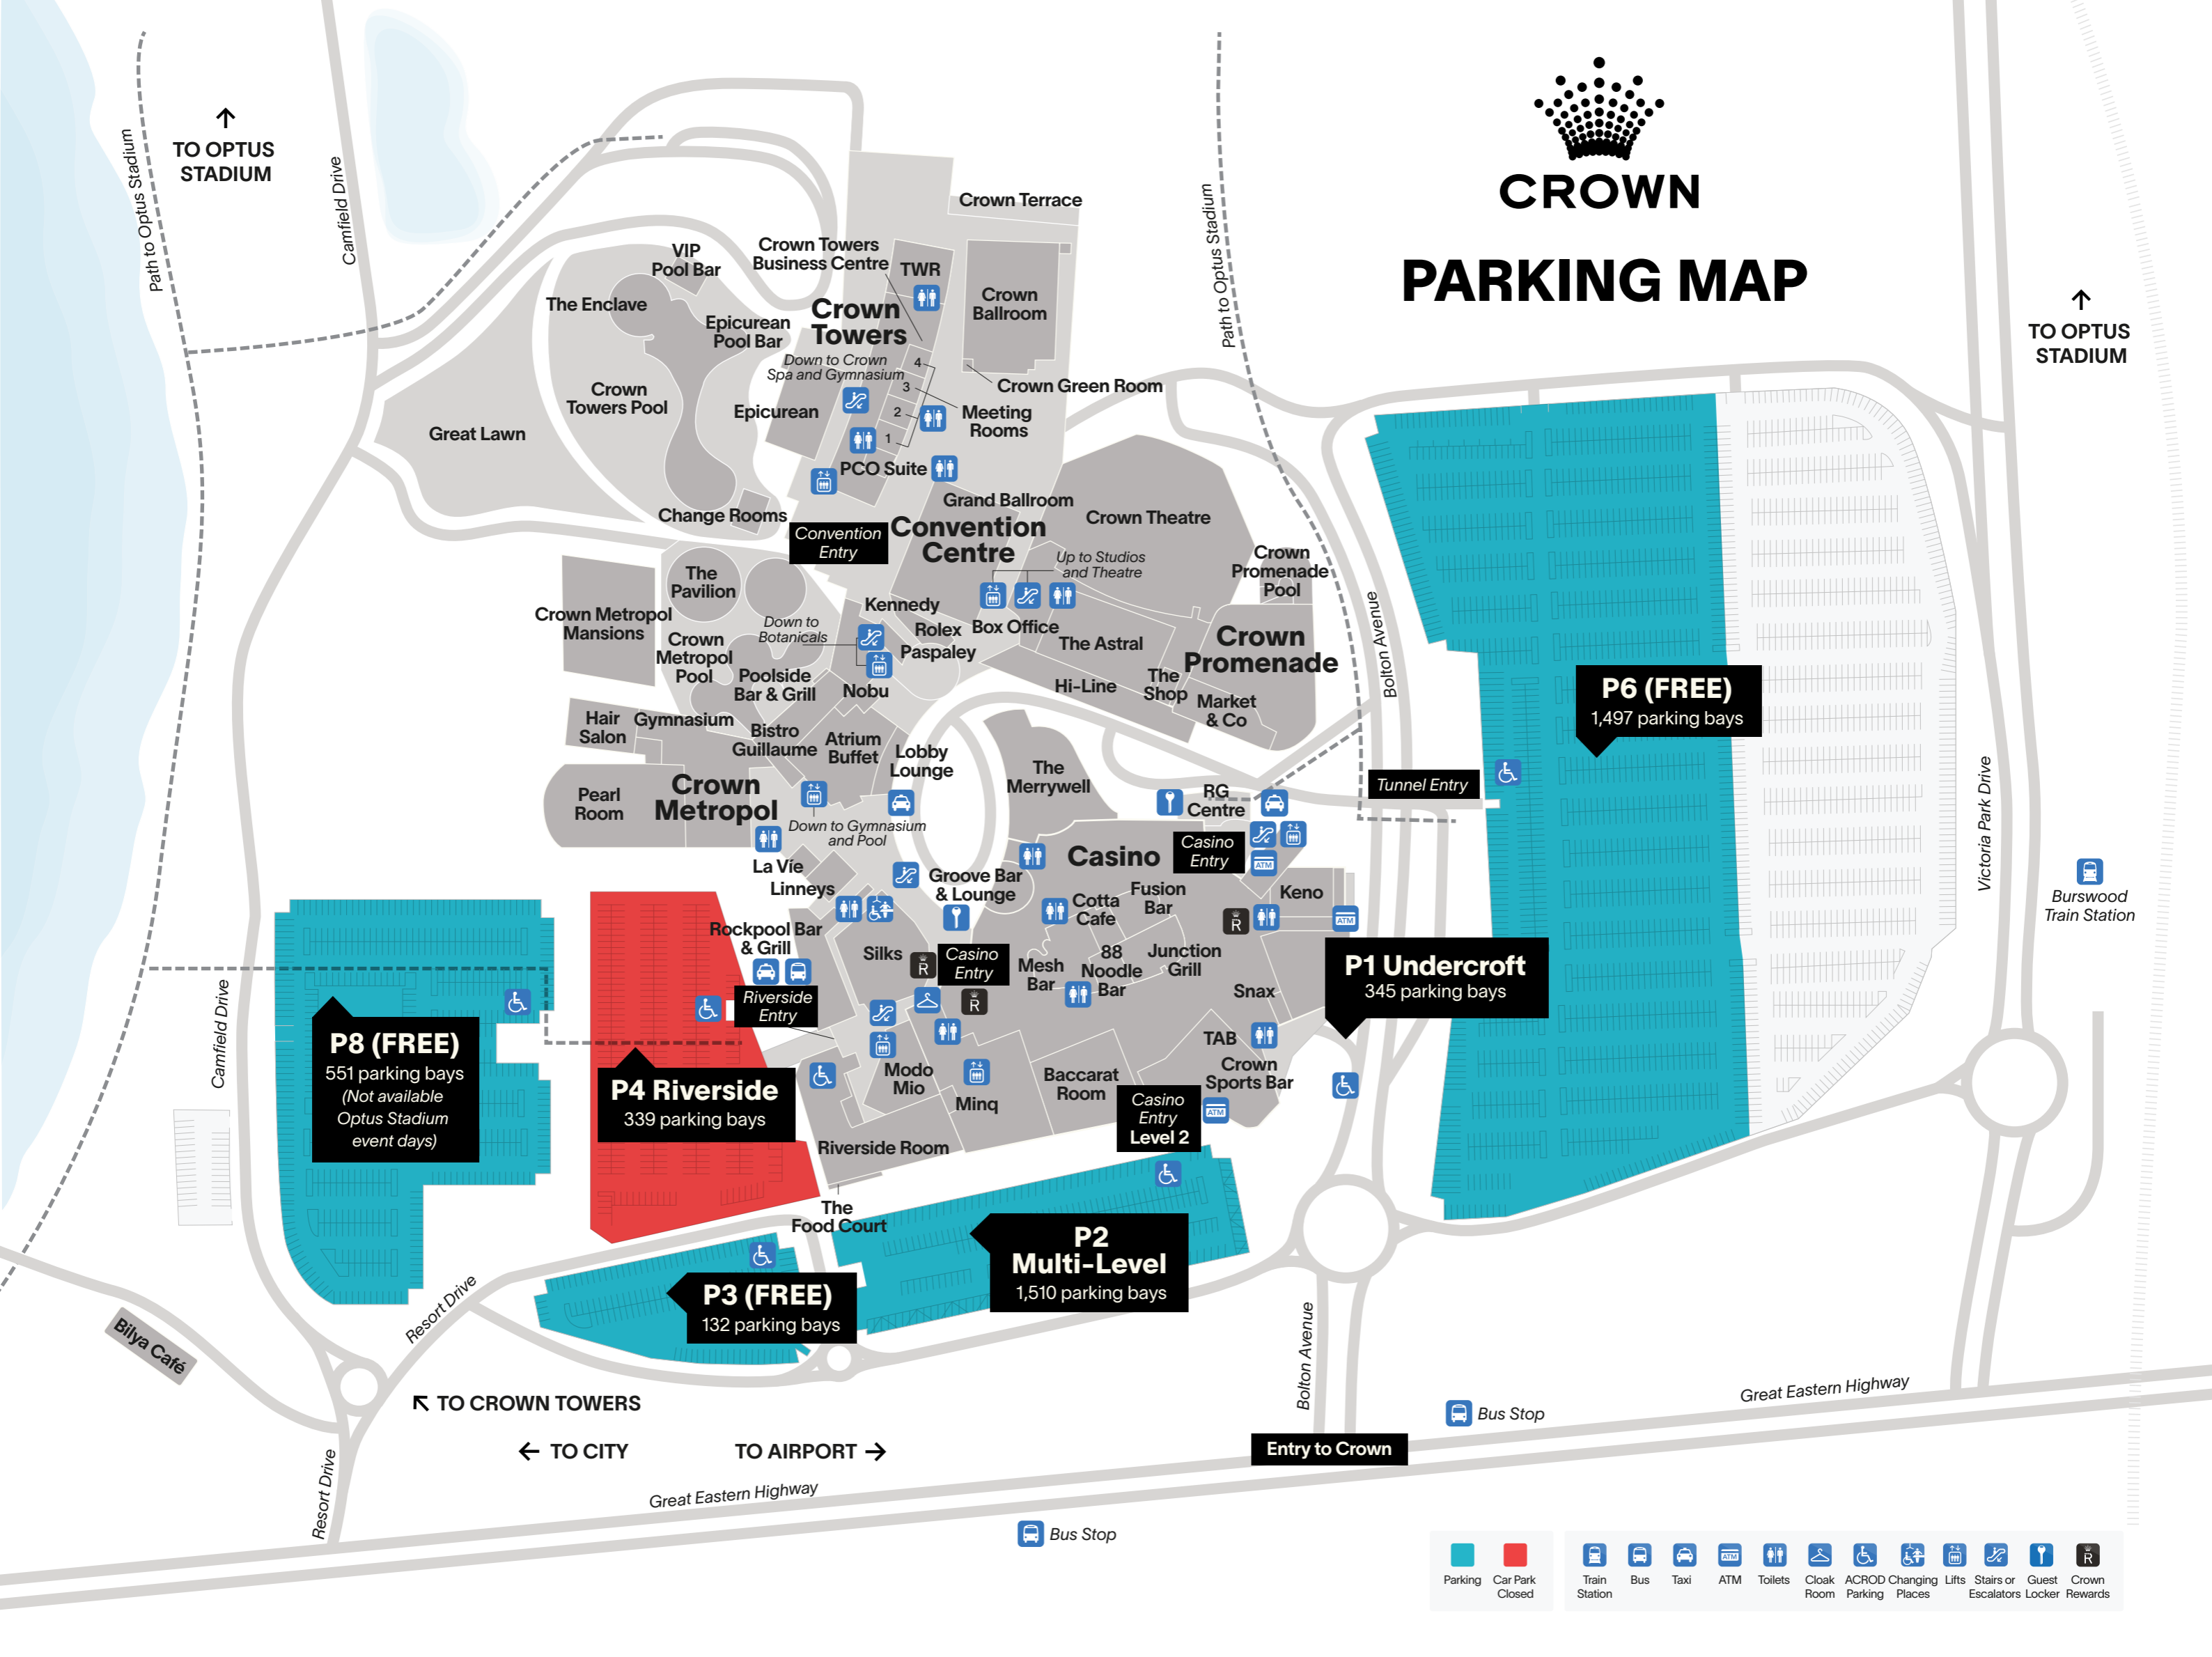 CROWN
PARKING MAP
TO OPTUS
STADIUM
Path to Optus Stadium
Camfield Drive
Path to Optus Stadium
TO OPTUS
STADIUM
Crown Terrace
VIP
Pool Bar
Crown Towers
Business Centre
TWR
The Enclave
Crown
Ballroom
Epicurean
Pool Bar
Crown
Towers
Down to Crown
Spa and Gymnasium
4
3
2
1
Crown Green Room
Crown
Towers Pool
Epicurean
Meeting
Rooms
Great Lawn
PCO Suite
Grand Ballroom
Change Rooms
Crown Theatre
Convention
Entry
Convention
Centre
Up to Studios
and Theatre
Crown
Promenade
Pool
The
Pavilion
Crown Metropol
Mansions
Kennedy
Down to
Botanicals
Rolex
Paspaley
Box Office
The Astral
Crown
Promenade
Bolton Avenue
Crown
Metropol
Pool
Poolside
Bar & Grill
Nobu
Hi-Line
The
Shop
Market
& Co
P6 (FREE)
1,497 parking bays
Hair
Salon
Gymnasium
Bistro
Guillaume
Atrium
Buffet
Lobby
Lounge
The
Merrywell
Tunnel Entry
Victoria Park Drive
Pearl
Room
Crown
Metropol
RG
Centre
Down to Gymnasium
and Pool
Casino
Casino
Entry
ATM
La Vie
Linneys
Groove Bar
& Lounge
Cotta
Cafe
Fusion
Bar
Keno
R
ATM
Burswood
Train Station
Rockpool Bar
& Grill
Silks
R
Casino
Entry
Mesh
Bar
88
Noodle
Bar
Junction
Grill
P1 Undercroft
345 parking bays
Riverside
Entry
R
Snax
Camfield Drive
P8 (FREE)
551 parking bays
(Not available
Optus Stadium
event days)
P4 Riverside
339 parking bays
Modo
Mio
Minq
Baccarat
Room
TAB
Crown
Sports Bar
Casino
Entry
Level 2
ATM
Riverside Room
The
Food Court
P2
Multi-Level
1,510 parking bays
P3 (FREE)
132 parking bays
Resort Drive
Bilya Café
Bolton Avenue
TO CROWN TOWERS
TO CITY
TO AIRPORT
Great Eastern Highway
Bus Stop
Entry to Crown
Resort Drive
Great Eastern Highway
Bus Stop
Parking
Car Park
Closed
Train
Station
Bus
Taxi
ATM
ATM
Toilets
Cloak
Room
ACROD
Parking
Changing
Places
Lifts
Stairs or
Escalators
Guest
Locker
R
Crown
Rewards